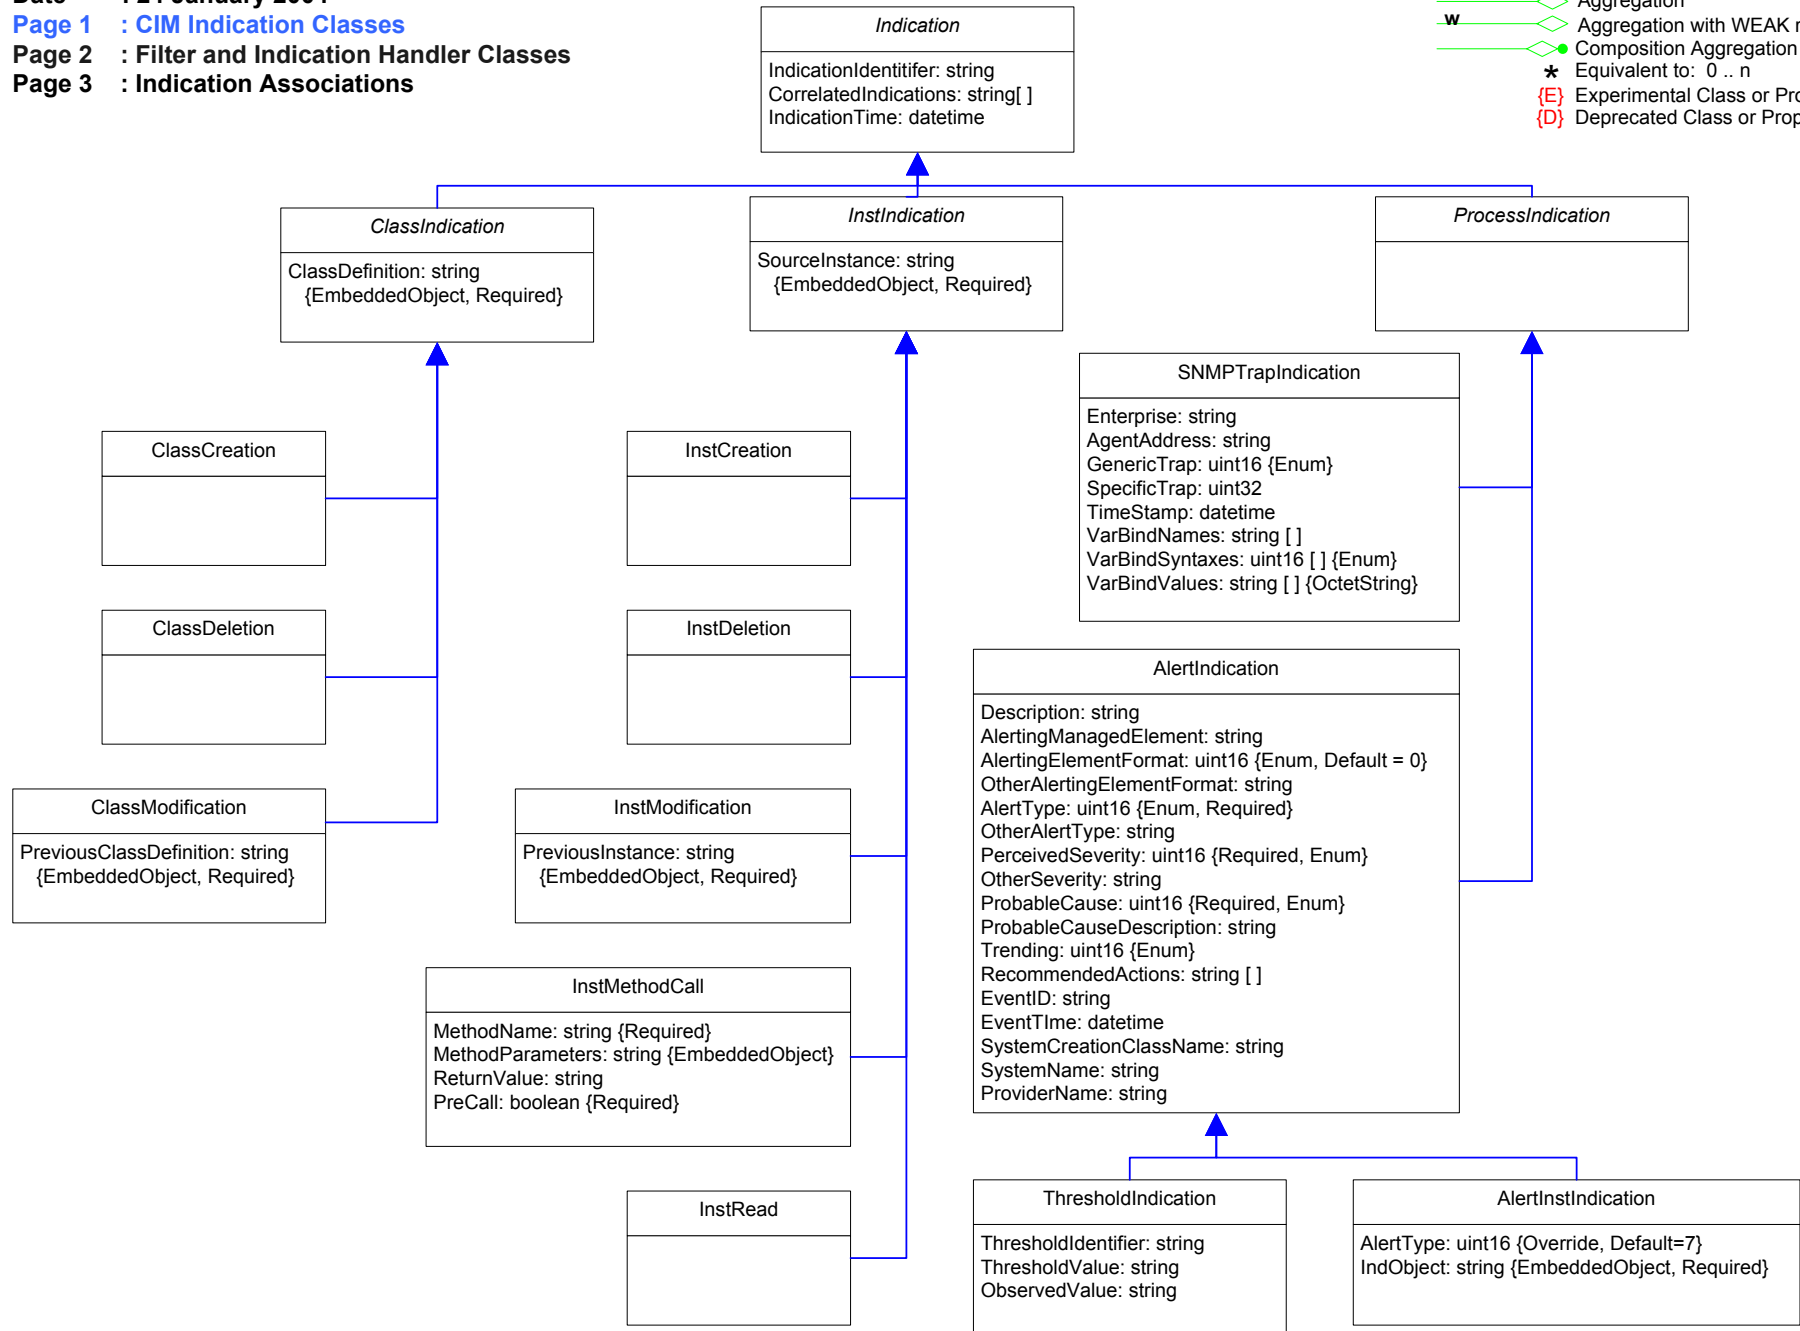 Page 1 : CIM Indication Classes
Page 2 : Filter and Indication Handler Classes
Page 3 : Indication Associations
Aggregation
w
Aggregation with WEAK
Composition Aggregation
* Equivalent to: 0 .. n
{E} Experimental Class or
{D} Deprecated Class or
Indication
IndicationIdentitifer: string
CorrelatedIndications: string[ ]
IndicationTime: datetime
ClassIndication
ClassDefinition: string
{EmbeddedObject, Required}
InstIndication
SourceInstance: string
{EmbeddedObject, Required}
ProcessIndication
SNMPTrapIndication
Enterprise: string
AgentAddress: string
GenericTrap: uint16 {Enum}
SpecificTrap: uint32
TimeStamp: datetime
VarBindNames: string [ ]
VarBindSyntaxes: uint16 [ ] {Enum}
VarBindValues: string [ ] {OctetString}
ClassCreation
InstCreation
ClassDeletion
InstDeletion
AlertIndication
Description: string
AlertingManagedElement: string
AlertingElementFormat: uint16 {Enum, Default = 0}
OtherAlertingElementFormat: string
AlertType: uint16 {Enum, Required}
OtherAlertType: string
PerceivedSeverity: uint16 {Required, Enum}
OtherSeverity: string
ProbableCause: uint16 {Required, Enum}
ProbableCauseDescription: string
Trending: uint16 {Enum}
RecommendedActions: string [ ]
EventID: string
EventTIme: datetime
SystemCreationClassName: string
SystemName: string
ProviderName: string
ClassModification
PreviousClassDefinition: string
{EmbeddedObject, Required}
InstModification
PreviousInstance: string
{EmbeddedObject, Required}
InstMethodCall
MethodName: string {Required}
MethodParameters: string {EmbeddedObject}
ReturnValue: string
PreCall: boolean {Required}
InstRead
ThresholdIndication
ThresholdIdentifier: string
ThresholdValue: string
ObservedValue: string
AlertInstIndication
AlertType: uint16 {Override, Default=7}
IndObject: string {EmbeddedObject, Required}